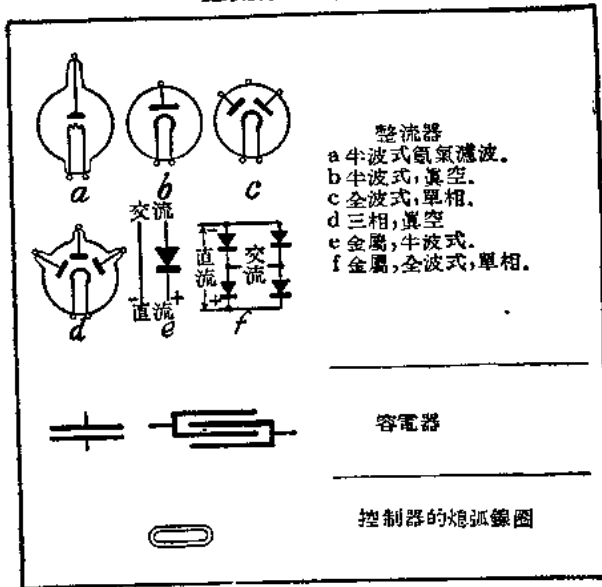 a
b
c
交流
d
直流
e
直流
交流
f
整流器
a 半波式氬氣濾波.
b 半波式,眞空.
c 全波式,單相.
d 三相,眞空
e 金屬,半波式.
f 金屬,全波式,單相.
容電器
控制器的熄弧線圈